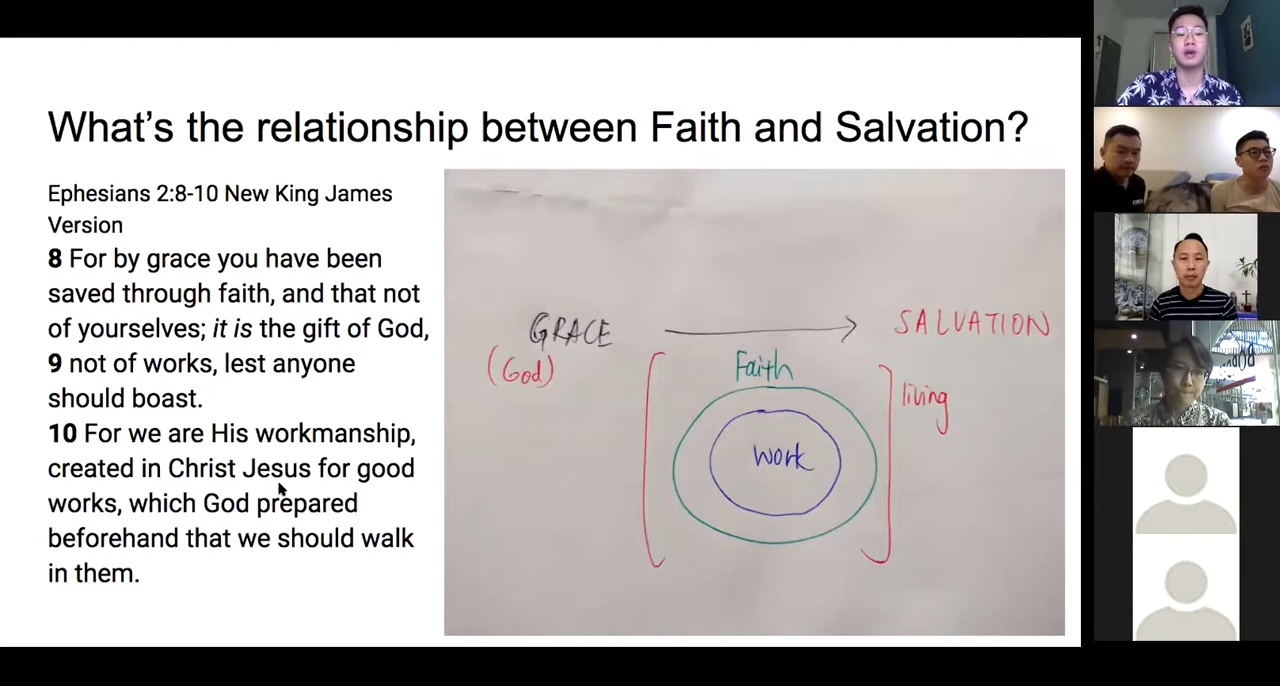 What's the relationship between Faith and Salvation?
Ephesians 2:8-10 New King James
Version
8 For by grace you have been
saved through faith, and that not
of yourselves; it is the gift of God,
9 not of works, lest anyone
should boast.
10 For we are His workmanship,
created in Christ Jesus for good
works, which God prepared
beforehand that we should walk
in them.
GRACE
SALVATION
(God)
Faith
living
work